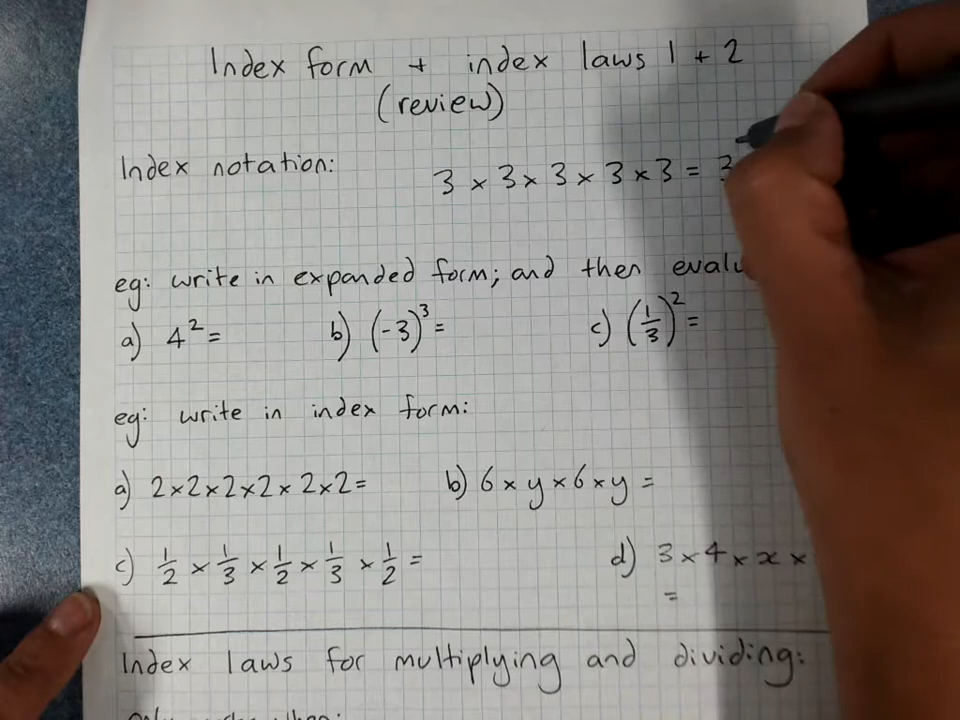 Index form + index laws 1 + 2
(review)
Index notation: 3 × 3 × 3 × 3 × 3 = 3
eg: write in expanded form; and then
a) 4² = b) (-3)³ = c) (1/3)² =
eg: write in index form:
a) 2×2×2×2×2×2= b) 6 × y × 6 × y =
c) 1/2 × 1/3 × 1/2 × 1/3 × 1/2 = d) 3 × 4 × x ×
=
Index laws for multiplying and dividing: